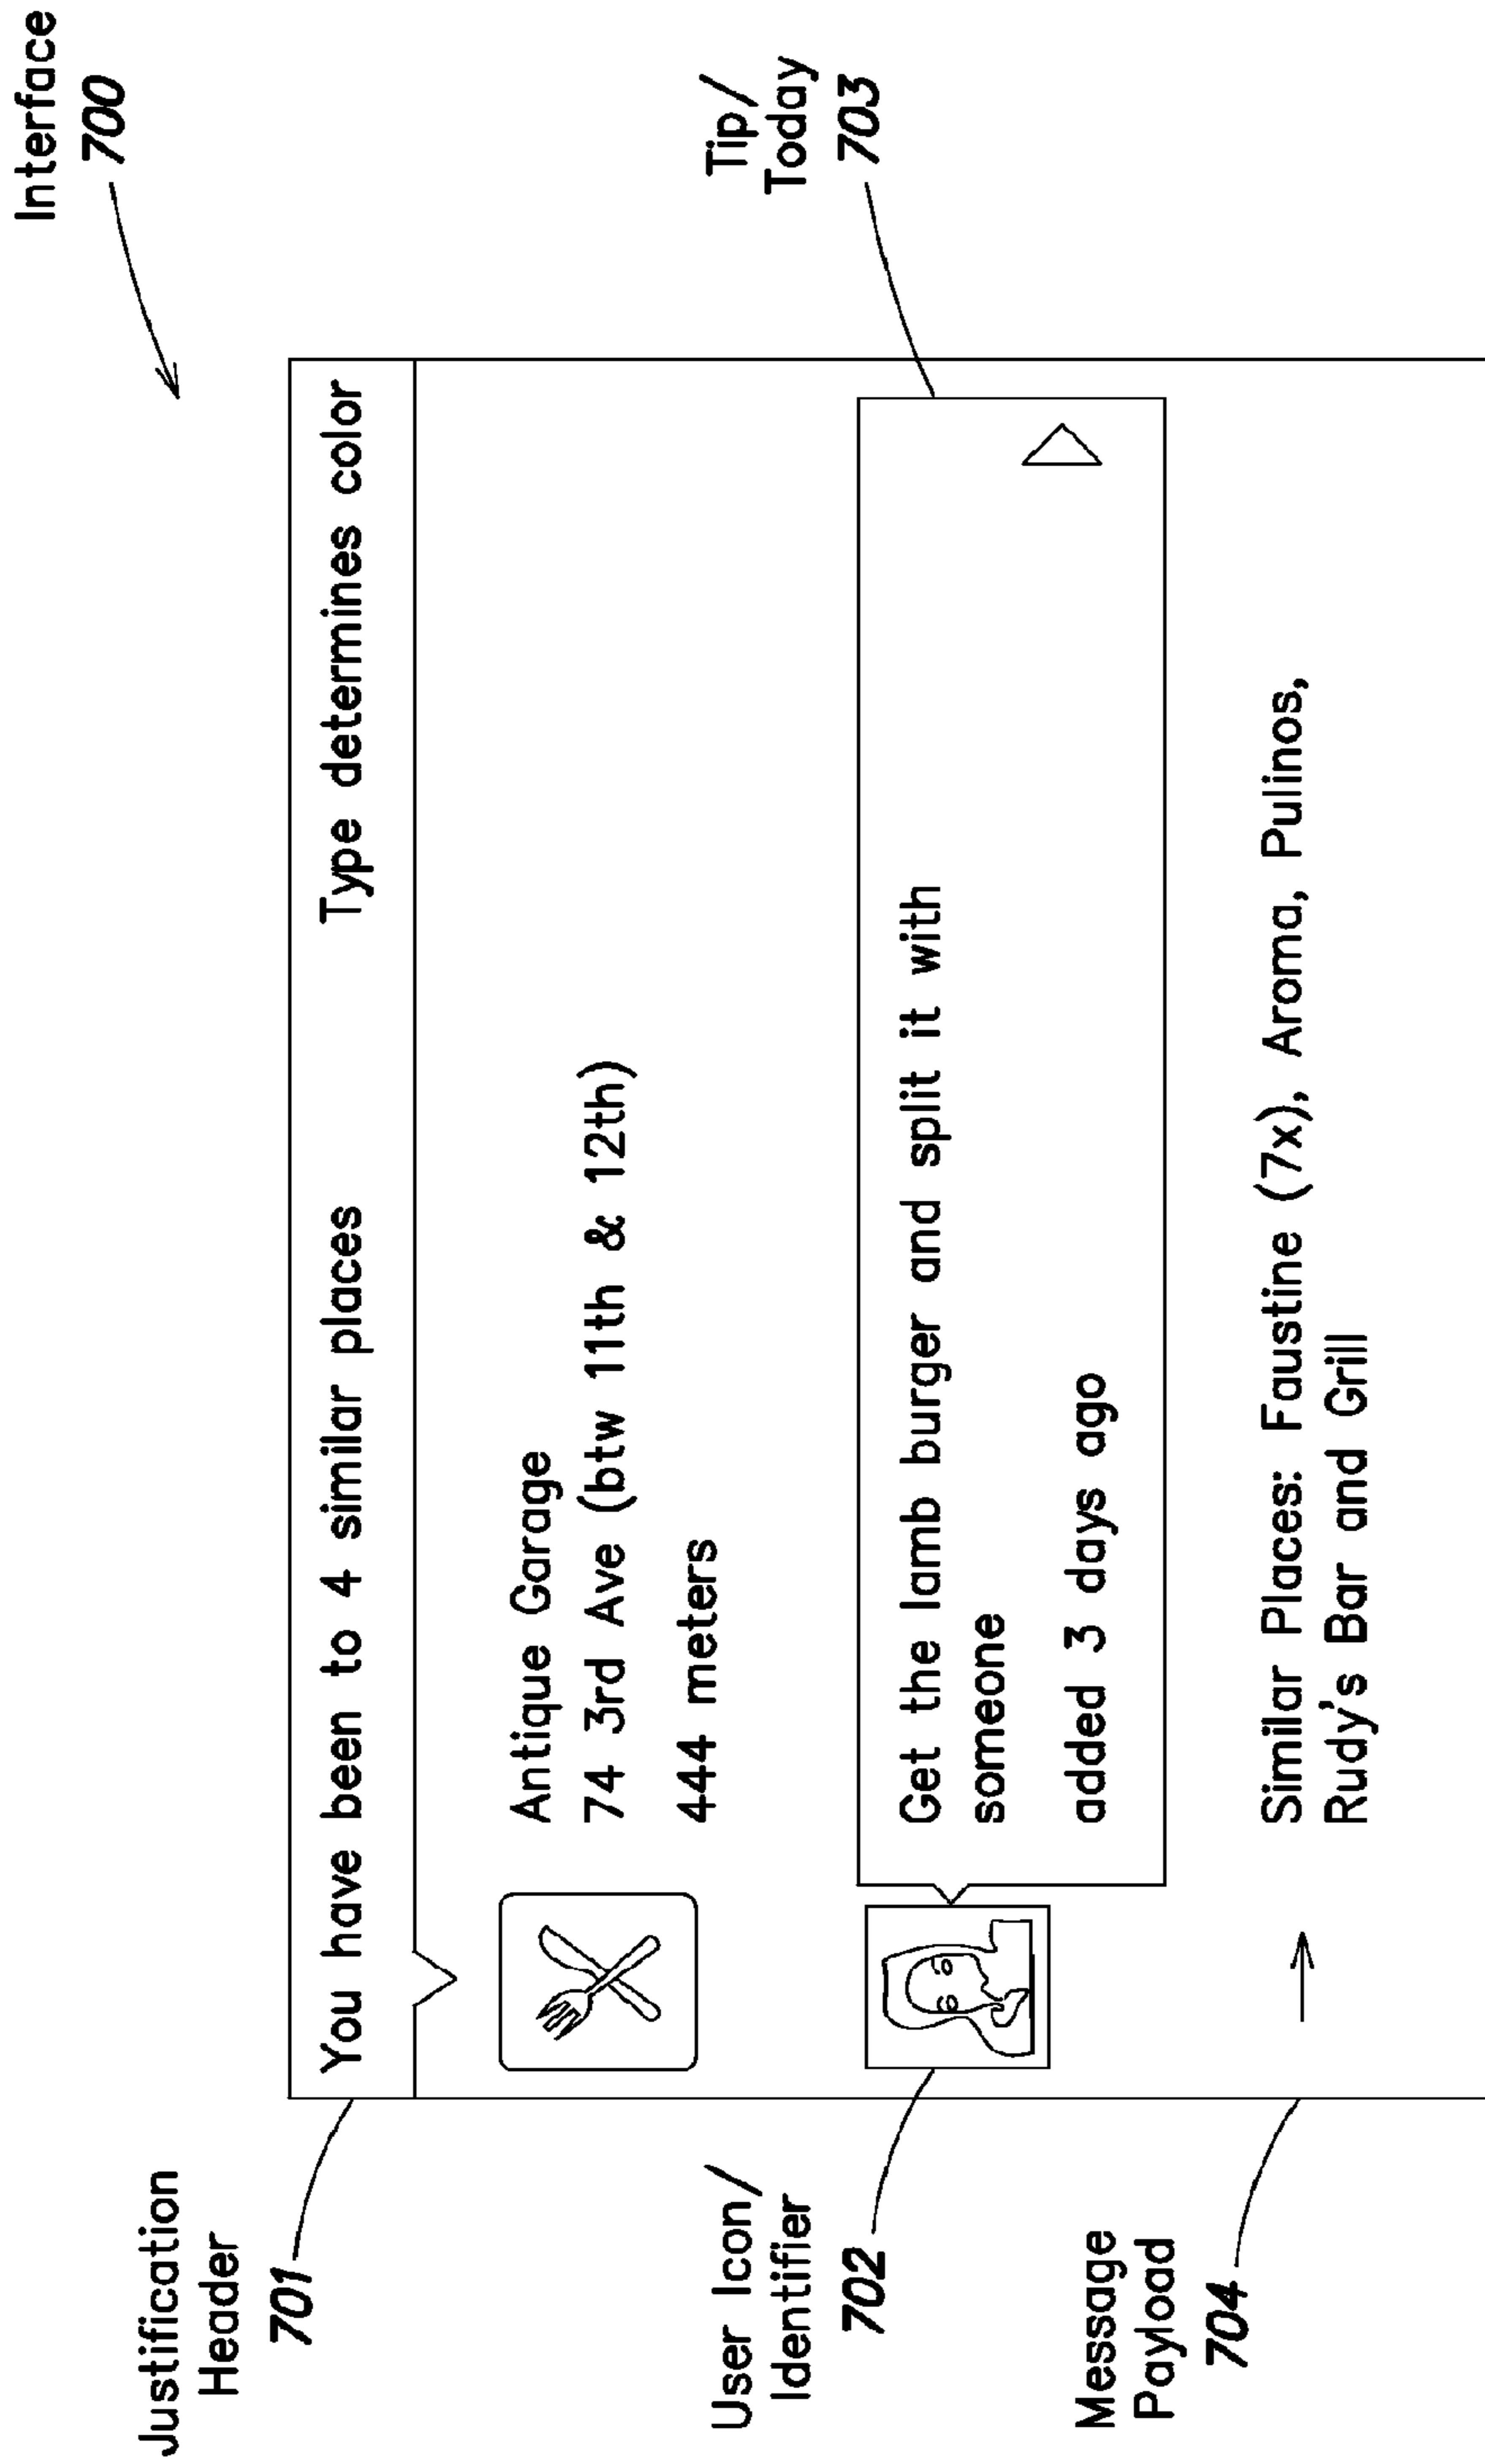 Interface
700
Justification
Header
701
You have been to 4 similar places
Type determines color
Antique Garage
74 3rd Ave (btw 11th & 12th)
444 meters
User Icon/
Identifier
702
Tip/
Today
703
Get the lamb burger and split it with
someone
added 3 days ago
Message
Payload
704
Similar Places: Faustine (7x), Aroma, Pulinos,
Rudy's Bar and Grill